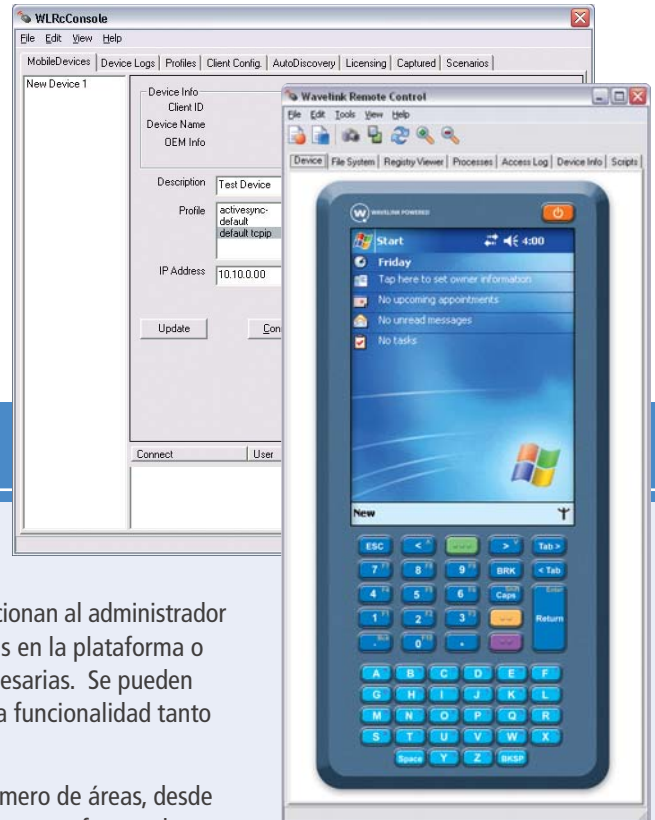 WLRcConsole
File Edit View Help
MobileDevices Device Logs Profiles Client Config. AutoDiscovery Licensing Captured Scenarios
New Device 1
Device Info
Client ID
Device Name
OEM Info
Description Test Device
Profile activesync-
default
default tcpip
IP Address 10.10.0.00
Update Con
Connect User
Wavelink Remote Control
File Edit Tools View Help
Device File System Registry Viewer Processes Access Log Device Info Scripts
WAVELINK POWERED
Start 4:00
Friday
Tap here to set owner information
No upcoming appointments
No unread messages
No tasks
New
ESC < > Tab >
7 8 9 BRK < Tab
4 5 6 Caps
1 2 3 Return
. 0 .
A B C D E F
G H I J K L
M N O P Q R
S T U V W X
Space Y Z BKSP
cionan al administrador
s en la plataforma o
esarias. Se pueden
a funcionalidad tanto
mero de áreas, desde